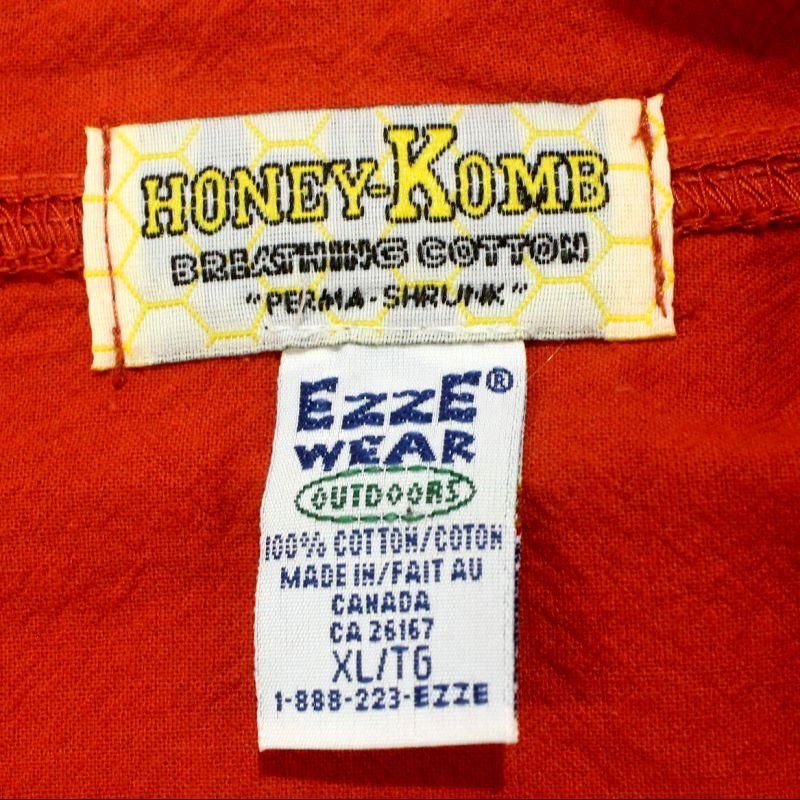 HONEY-KOMB
BREATHING COTTON
"PERMA-SHRUNK"
EZZE®
WEAR
OUTDOORS
100% COTTON/COTON
MADE IN/FAIT AU
CANADA
CA 26167
XL/TG
1-888-223-EZZE